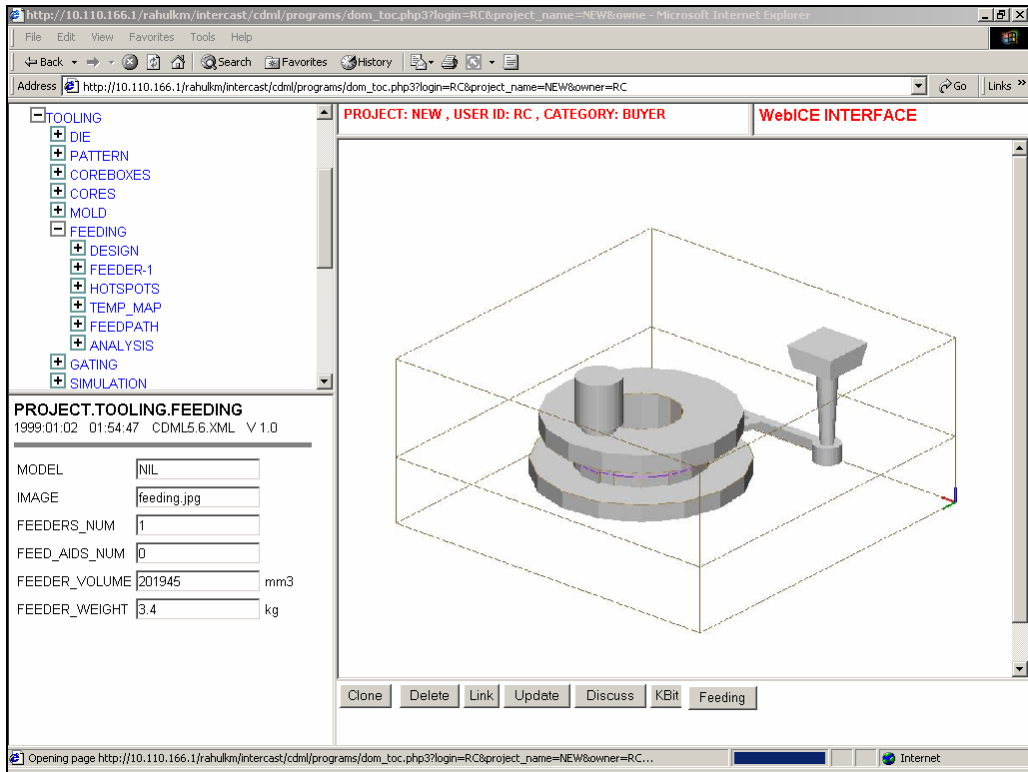 http://10.110.166.1/rahulkm/intercast/cdml/programs/dom_toc.php3?login=RC&project_name=NEW&owne - Microsoft Internet Explorer
File Edit View Favorites Tools Help
Back Search Favorites History
Address http://10.110.166.1/rahulkm/intercast/cdml/programs/dom_toc.php3?login=RC&project_name=NEW&owner=RC Go Links »
TOOLING
DIE
PATTERN
COREBOXES
CORES
MOLD
FEEDING
DESIGN
FEEDER-1
HOTSPOTS
TEMP_MAP
FEEDPATH
ANALYSIS
GATING
SIMULATION
PROJECT: NEW , USER ID: RC , CATEGORY: BUYER
WebICE INTERFACE
PROJECT.TOOLING.FEEDING
1999:01:02 01:54:47 CDML5.6.XML V 1.0
MODEL NIL
IMAGE feeding.jpg
FEEDERS_NUM 1
FEED_AIDS_NUM 0
FEEDER_VOLUME 201945 mm3
FEEDER_WEIGHT 3.4 kg
Clone Delete Link Update Discuss KBit Feeding
Opening page http://10.110.166.1/rahulkm/intercast/cdml/programs/dom_toc.php3?login=RC&project_name=NEW&owner=RC... Internet